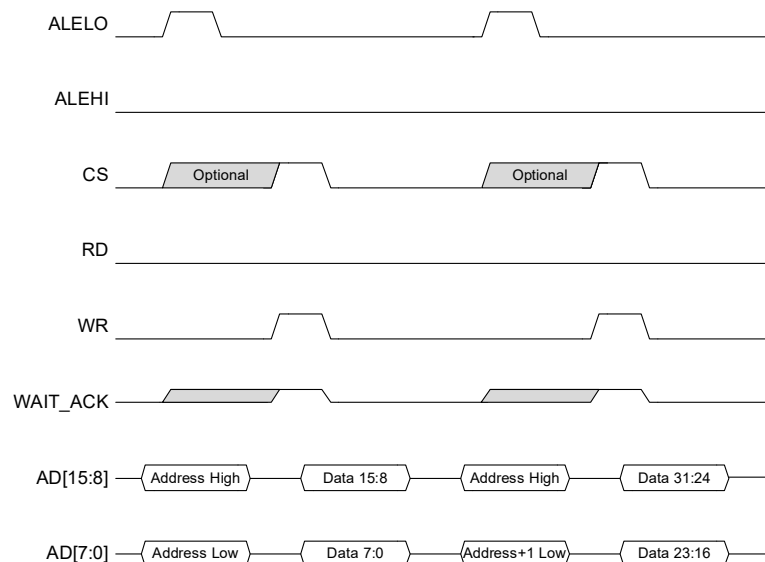 ALELO
ALEHI
CS Optional Optional
RD
WR
WAIT_ACK
AD[15:8] Address High Data 15:8 Address High Data 31:24
AD[7:0] Address Low Data 7:0 Address+1 Low Data 23:16